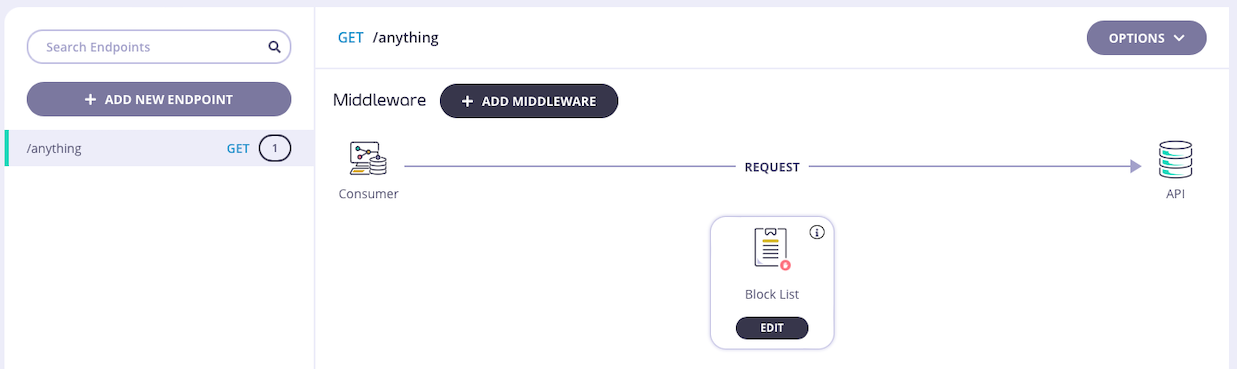 Search Endpoints
+ ADD NEW ENDPOINT
/anything GET 1
GET /anything
OPTIONS
Middleware
+ ADD MIDDLEWARE
REQUEST
Consumer
API
Block List
EDIT